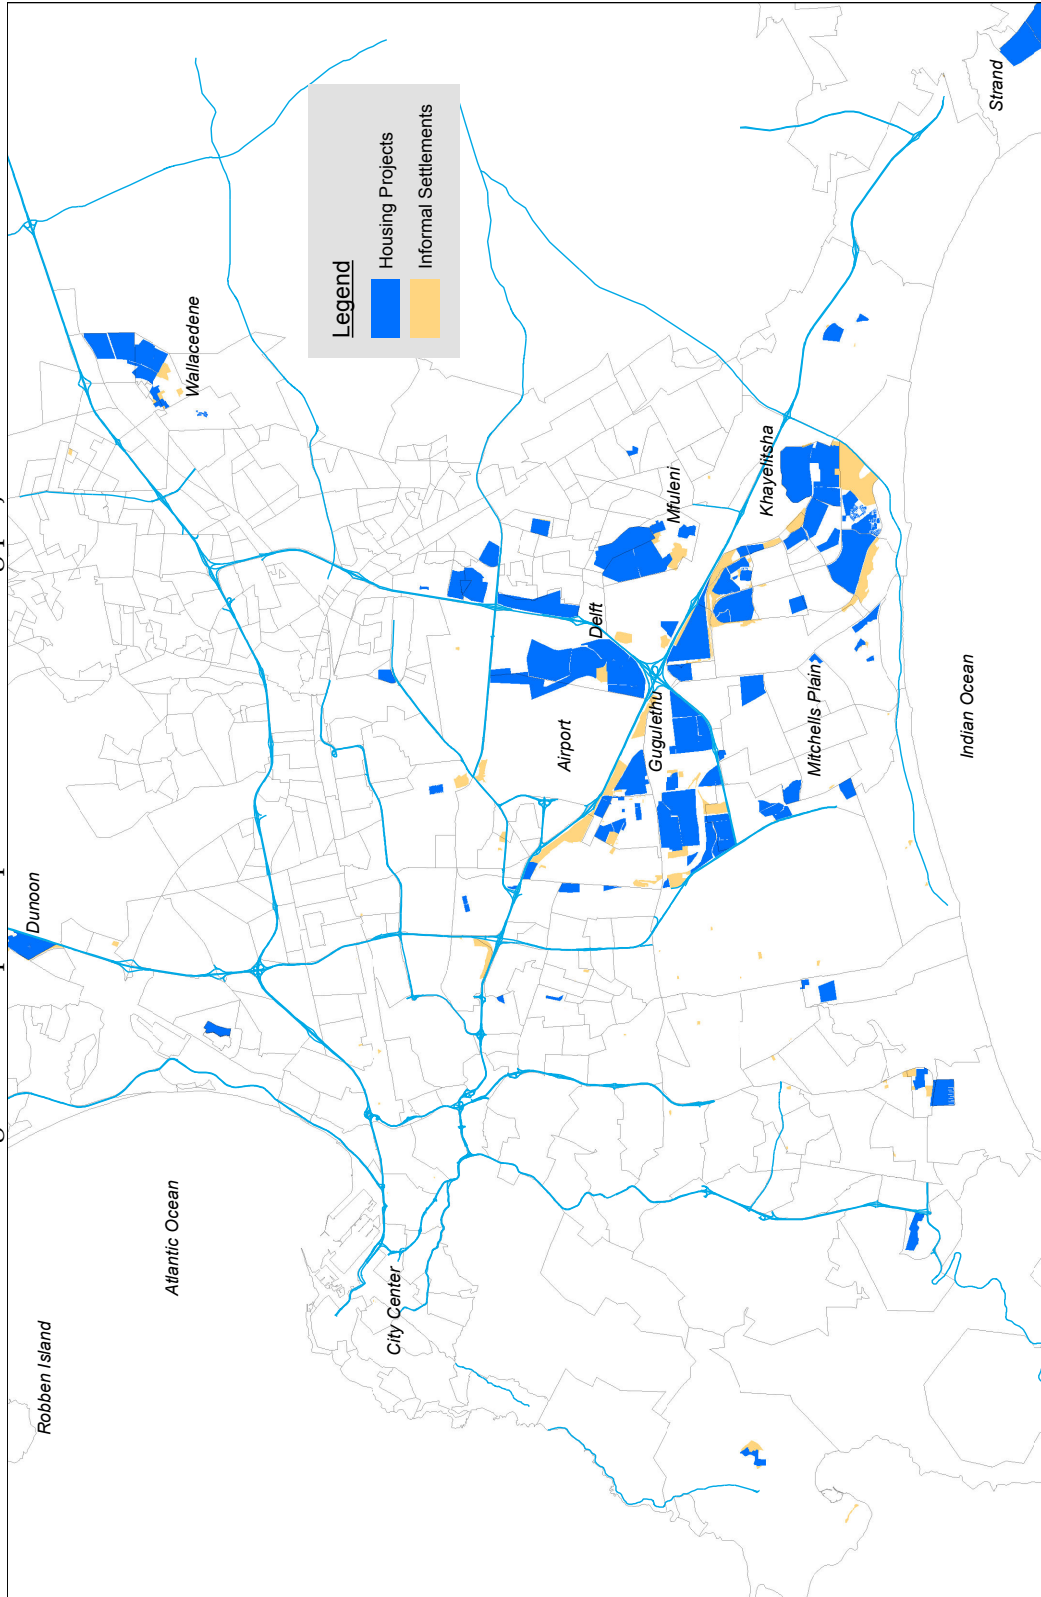 Robben Island
Atlantic Ocean
City Center
Dunoon
Wallacedene
Legend
Housing Projects
Informal Settlements
Airport
Delft
Gugulethu
Mfuleni
Khayelitsha
Mitchells Plain
Indian Ocean
Strand